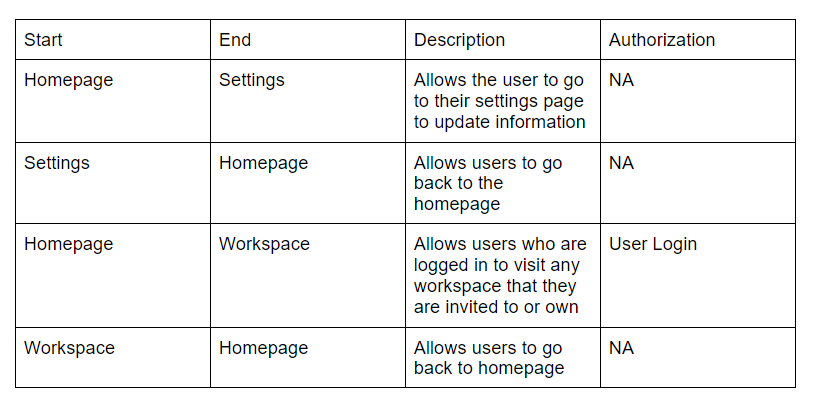 Start
End
Description
Authorization
Homepage
Settings
Allows the user to go
to their settings page
to update information
NA
Settings
Homepage
Allows users to go
back to the
homepage
NA
Homepage
Workspace
Allows users who are
logged in to visit any
workspace that they
are invited to or own
User Login
Workspace
Homepage
Allows users to go
back to homepage
NA